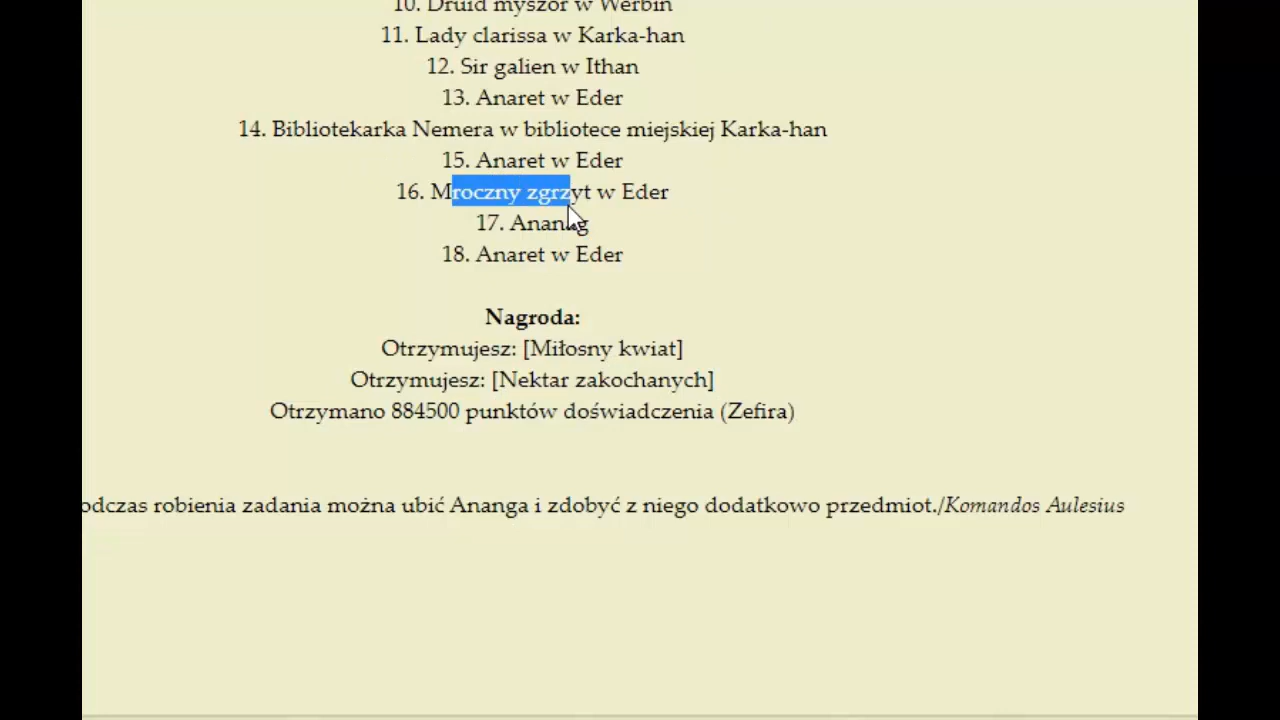 10. Druid myszor w Werbin
11. Lady clarissa w Karka-han
12. Sir galien w Ithan
13. Anaret w Eder
14. Bibliotekarka Nemera w bibliotece miejskiej Karka-han
15. Anaret w Eder
16. Mroczny zgrzyt w Eder
17. Ananag
18. Anaret w Eder
Nagroda:
Otrzymujesz: [Miłosny kwiat]
Otrzymujesz: [Nektar zakochanych]
Otrzymano 884500 punktów doświadczenia (Zefira)
odczas robienia zadania można ubić Ananga i zdobyć z niego dodatkowo przedmiot./Komandos Aulesius